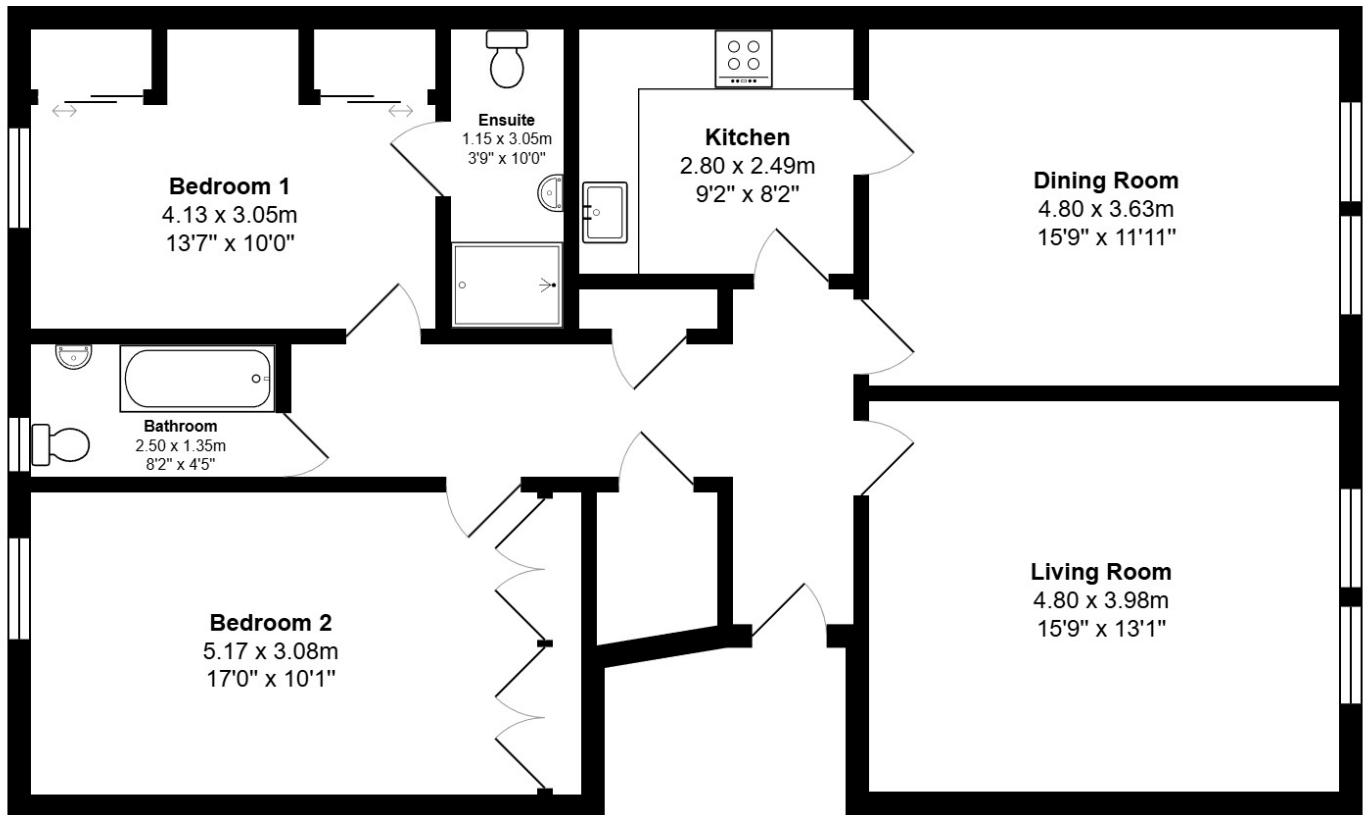 Ensuite
1.15 x 3.05m
3'9" x 10'0"
Kitchen
2.80 x 2.49m
9'2" x 8'2"
Bedroom 1
4.13 x 3.05m
13'7" x 10'0"
Dining Room
4.80 x 3.63m
15'9" x 11'11"
Bathroom
2.50 x 1.35m
8'2" x 4'5"
Living Room
4.80 x 3.98m
15'9" x 13'1"
Bedroom 2
5.17 x 3.08m
17'0" x 10'1"